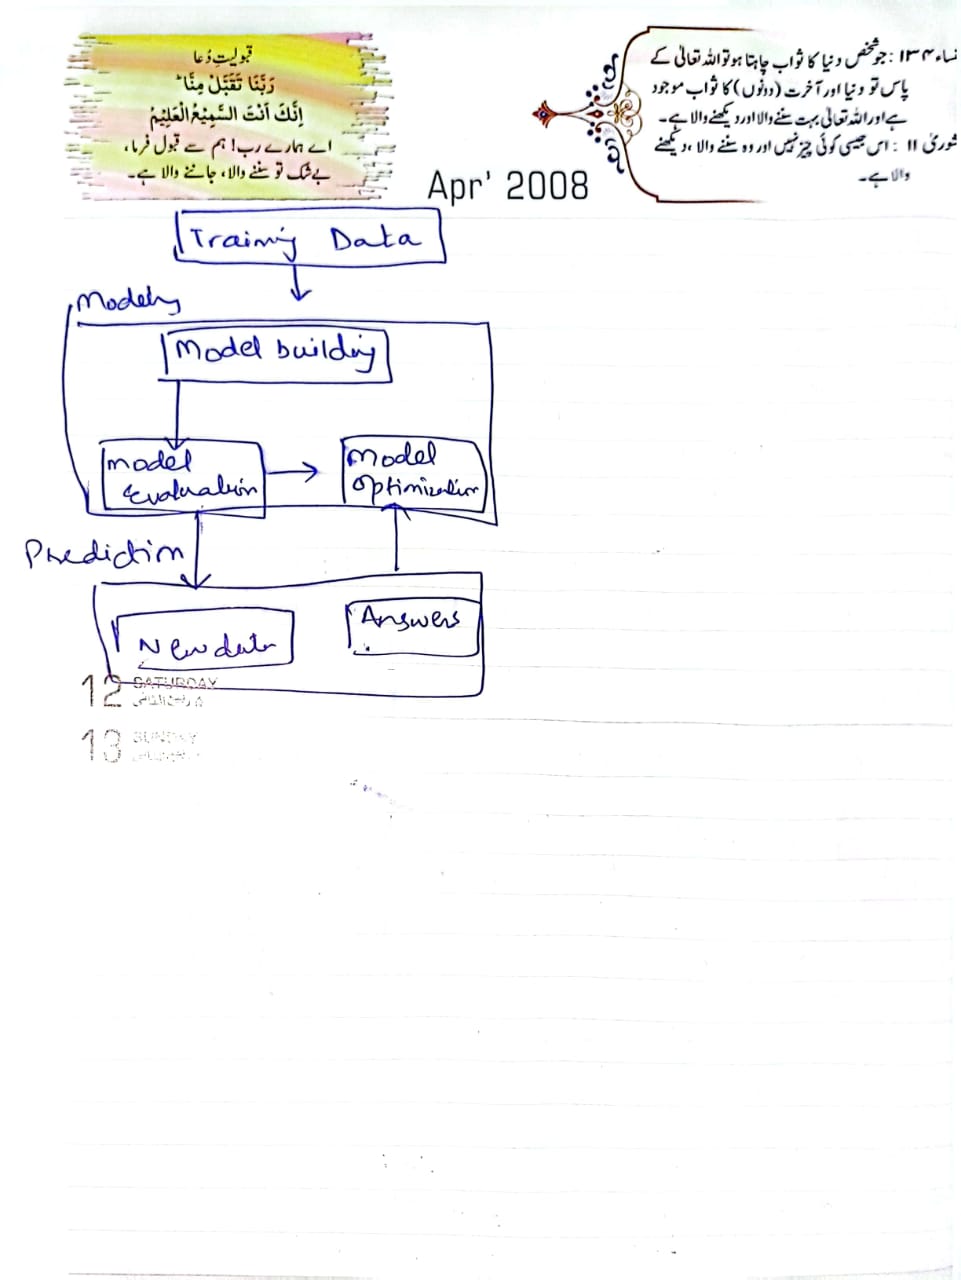 قبولیتِ دُعا
رَبَّنَا تَقَبَّلْ مِنَّا ؕ
اِنَّكَ اَنْتَ السَّمِيْعُ الْعَلِيْمُ
اے ہمارے رب! ہم سے قبول فرما،
بےشک تو سننے والا، جاننے والا ہے۔
نساء ۱۳۴ : جو شخص دنیا کا ثواب چاہتا ہو تو اللہ تعالیٰ کے
پاس تو دنیا اور آخرت (دونوں) کا ثواب موجود
ہے اور اللہ تعالیٰ بہت سننے والا اور دیکھنے والا ہے۔
شوریٰ ۱۱ : اس جیسی کوئی چیز نہیں اور وہ سننے والا، دیکھنے
والا ہے۔
Apr' 2008
Training Data
Modeling
Model building
Model
Evaluation
Model
Optimization
Prediction
New data
Answers
12 SATURDAY
13 SUNDAY